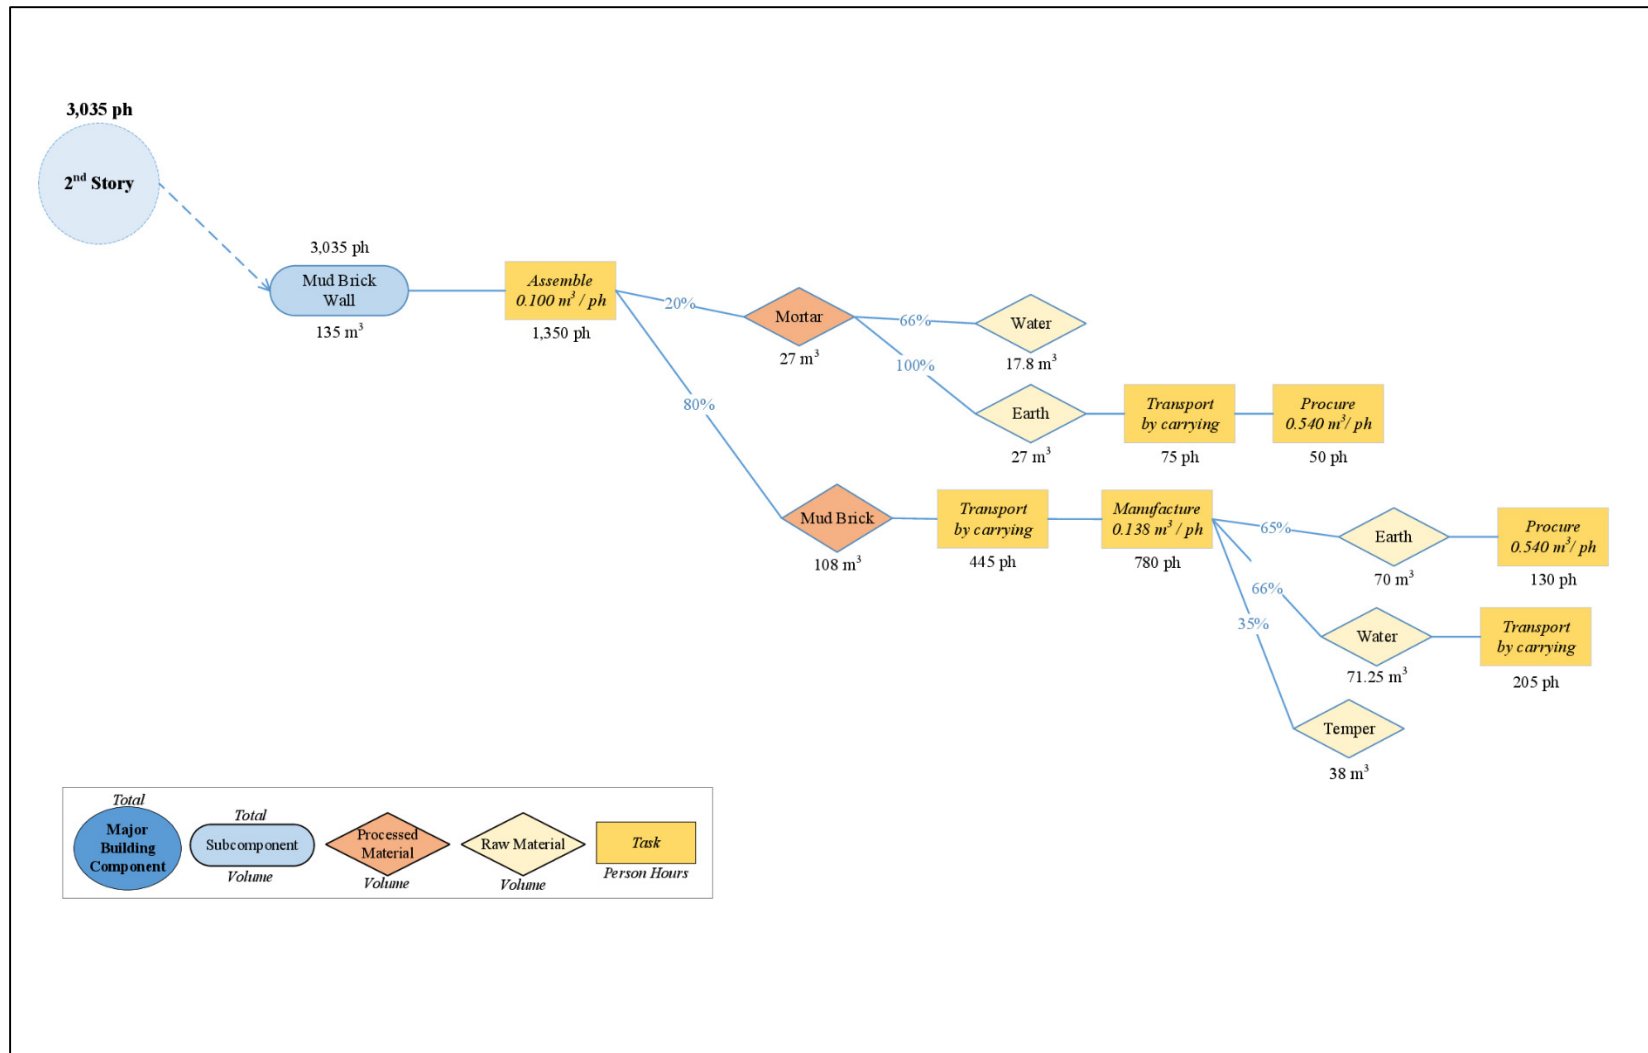 3,035 ph
2nd Story
3,035 ph
Mud Brick
Wall
135 m3
Assemble
0.100 m3 / ph
1,350 ph
20%
80%
Mortar
27 m3
66%
100%
Water
17.8 m3
Earth
27 m3
Transport
by carrying
75 ph
Procure
0.540 m3/ ph
50 ph
Mud Brick
108 m3
Transport
by carrying
445 ph
Manufacture
0.138 m3/ ph
780 ph
65%
66%
35%
Earth
70 m3
Procure
0.540 m3/ ph
130 ph
Water
71.25 m3
Transport
by carrying
205 ph
Temper
38 m3
Total
Major
Building
Component
Total
Subcomponent
Volume
Processed
Material
Volume
Raw Material
Volume
Task
Person Hours